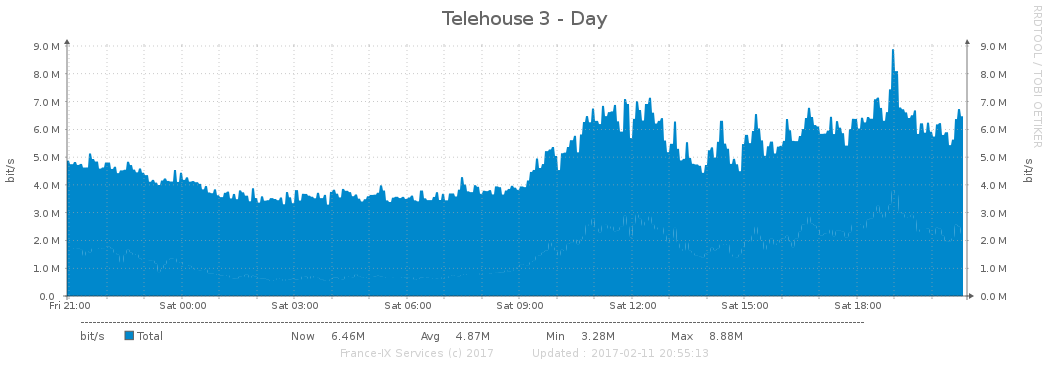 Telehouse 3 - Day
RRDTOOL / TOBI OETIKER
bit/s
9.0 M
8.0 M
7.0 M
6.0 M
5.0 M
4.0 M
3.0 M
2.0 M
1.0 M
0.0
9.0 M
8.0 M
7.0 M
6.0 M
5.0 M
4.0 M
3.0 M
2.0 M
1.0 M
0.0 M
bit/s
Fri 21:00 Sat 00:00 Sat 03:00 Sat 06:00 Sat 09:00 Sat 12:00 Sat 15:00 Sat 18:00
bit/s Total Now 6.46M Avg 4.87M Min 3.28M Max 8.88M
France-IX Services (c) 2017 Updated : 2017-02-11 20:55:13